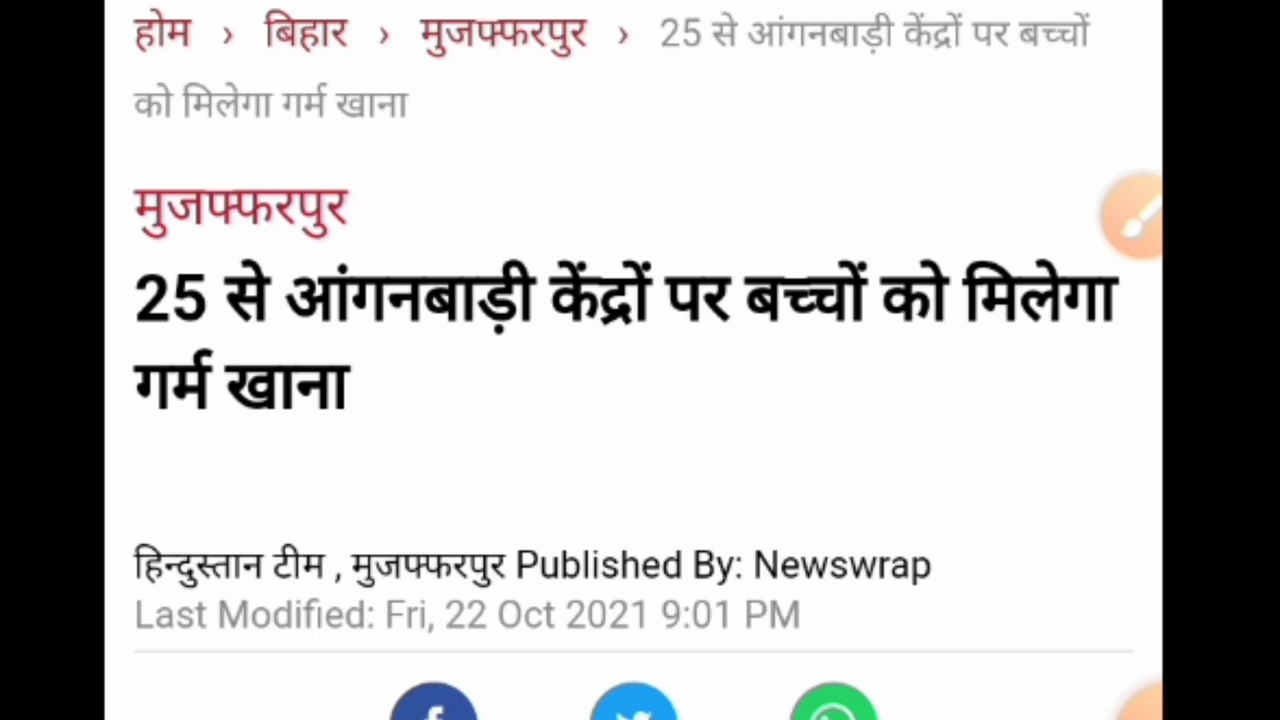 होम › बिहार › मुजफ्फरपुर › 25 से आंगनबाड़ी केंद्रों पर बच्चों
को मिलेगा गर्म खाना
मुजफ्फरपुर
25 से आंगनबाड़ी केंद्रों पर बच्चों को मिलेगा
गर्म खाना
हिन्दुस्तान टीम , मुजफ्फरपुर Published By: Newswrap
Last Modified: Fri, 22 Oct 2021 9:01 PM